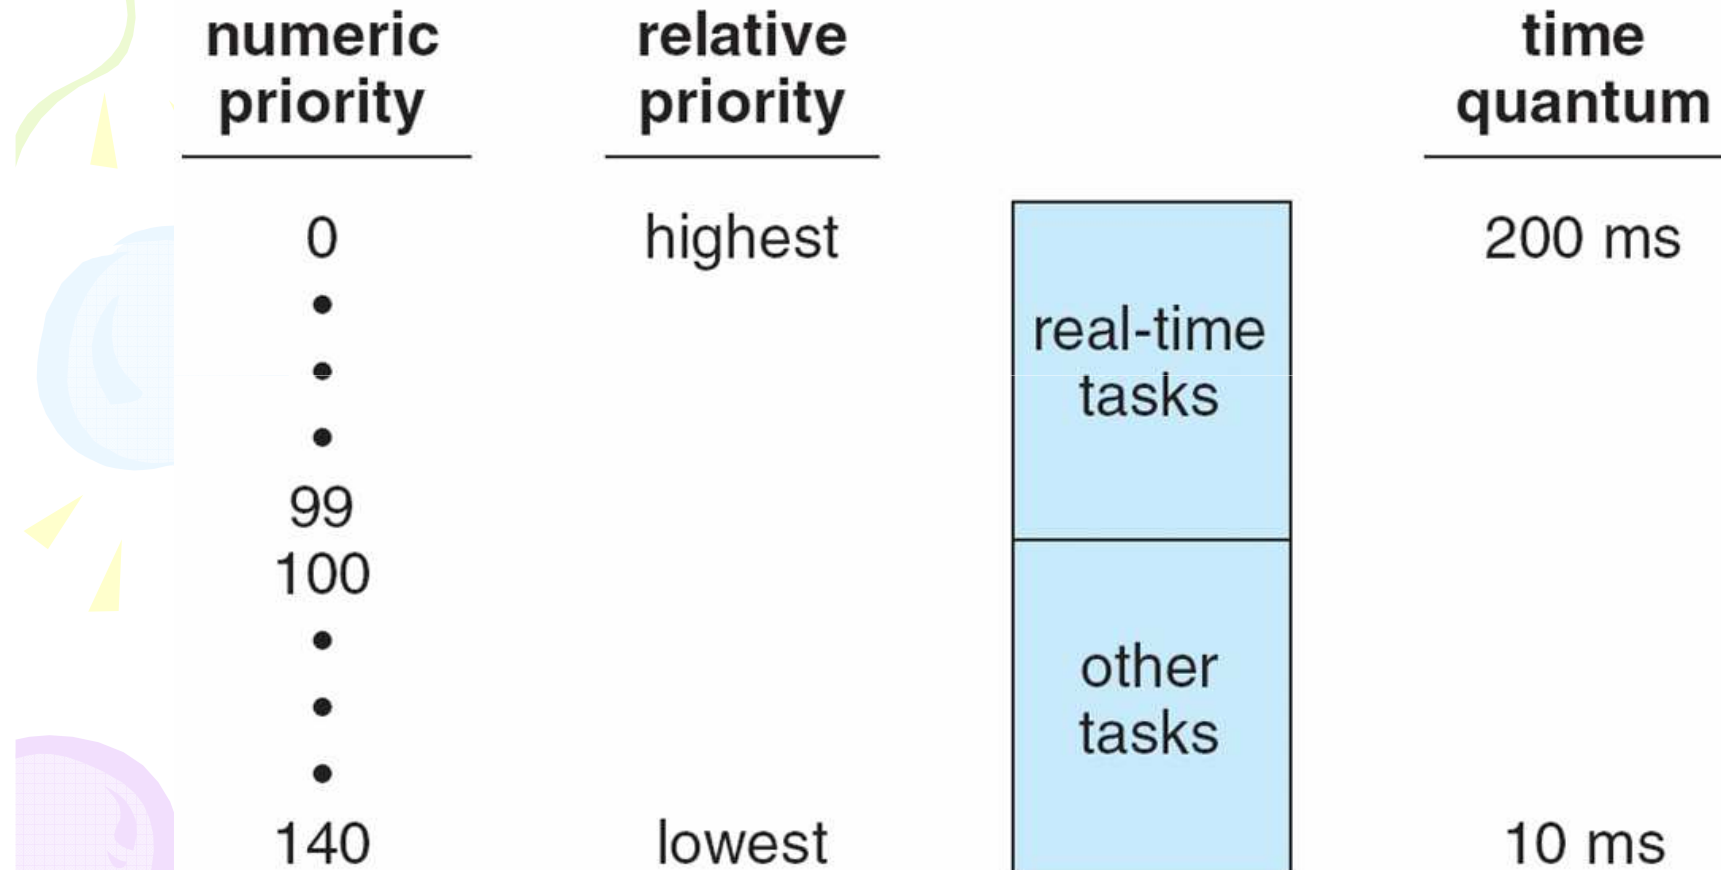 numeric priority
relative priority
time quantum
0 highest 200 ms
real-time
tasks
99
100
other
tasks
140 lowest 10 ms